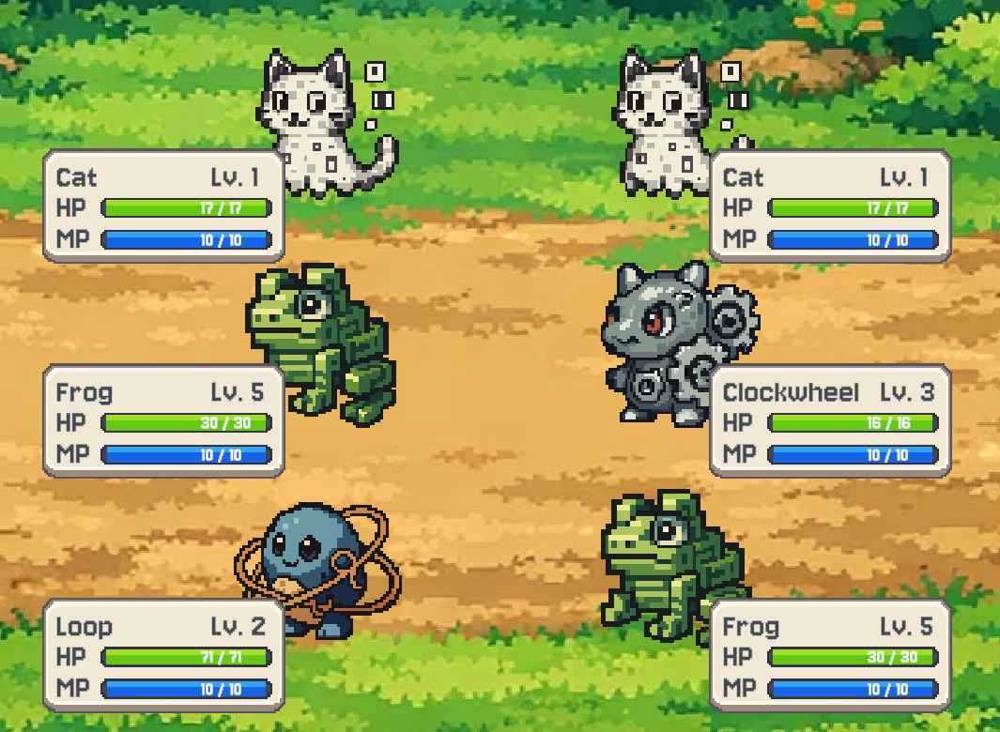 Cat Lv. 1
HP 17 / 17
MP 10 / 10
Cat Lv. 1
HP 17 / 17
MP 10 / 10
Frog Lv. 5
HP 30 / 30
MP 10 / 10
Clockwheel Lv. 3
HP 16 / 16
MP 10 / 10
Loop Lv. 2
HP 71 / 71
MP 10 / 10
Frog Lv. 5
HP 30 / 30
MP 10 / 10